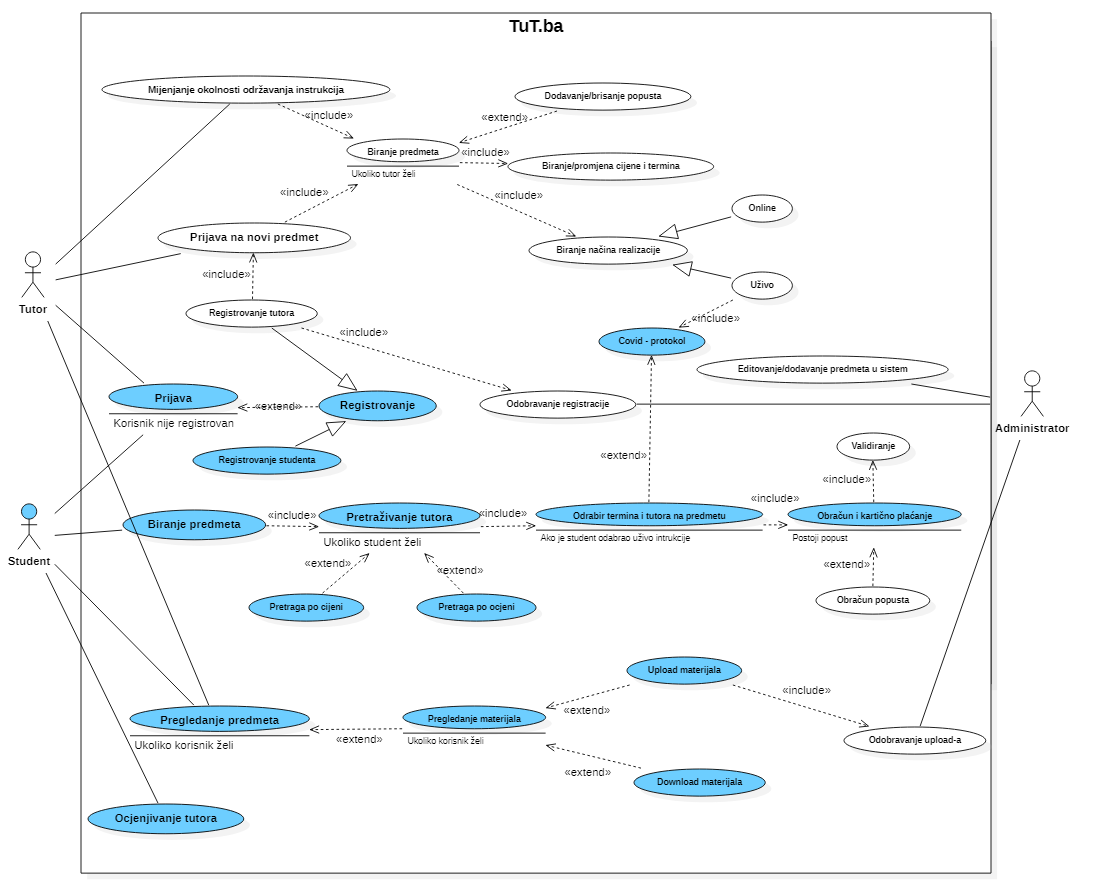 TuT.ba
Mijenjanje okolnosti održavanja instrukcija
Dodavanje/brisanje popusta
«include»
«extend»
Biranje predmeta
«include»
Ukoliko tutor želi
Biranje/promjena cijene i termina
«include»
«include»
Online
Prijava na novi predmet
Biranje načina realizacije
«include»
Uživo
Tutor
Registrovanje tutora
«include»
«include»
Covid - protokol
Editovanje/dodavanje predmeta u sistem
Prijava
Korisnik nije registrovan
«extend»
Registrovanje
Odobravanje registracije
Administrator
Registrovanje studenta
«extend»
Validiranje
«include»
Student
Biranje predmeta
«include»
Pretraživanje tutora
Ukoliko student želi
«include»
Odrabir termina i tutora na predmetu
Ako je student odabrao uživo intrukcije
«include»
Obračun i kartično plaćanje
Postoji popust
«extend»
«extend»
«extend»
Pretraga po cijeni
Pretraga po ocjeni
Obračun popusta
Upload materijala
«include»
«extend»
Pregledanje predmeta
Ukoliko korisnik želi
«extend»
Pregledanje materijala
Ukoliko korisnik želi
Odobravanje upload-a
«extend»
Download materijala
Ocjenjivanje tutora